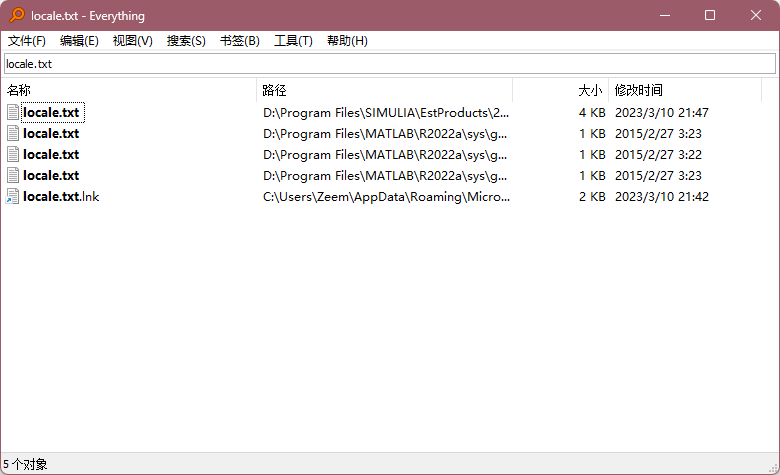 locale.txt - Everything
文件(F) 编辑(E) 视图(V) 搜索(S) 书签(B) 工具(T) 帮助(H)
locale.txt
名称 路径 大小 修改时间
locale.txt D:\Program Files\SIMULIA\EstProducts\2... 4 KB 2023/3/10 21:47
locale.txt D:\Program Files\MATLAB\R2022a\sys\g... 1 KB 2015/2/27 3:23
locale.txt D:\Program Files\MATLAB\R2022a\sys\g... 1 KB 2015/2/27 3:22
locale.txt D:\Program Files\MATLAB\R2022a\sys\g... 1 KB 2015/2/27 3:23
locale.txt.lnk C:\Users\Zeem\AppData\Roaming\Micro... 2 KB 2023/3/10 21:42
5 个对象